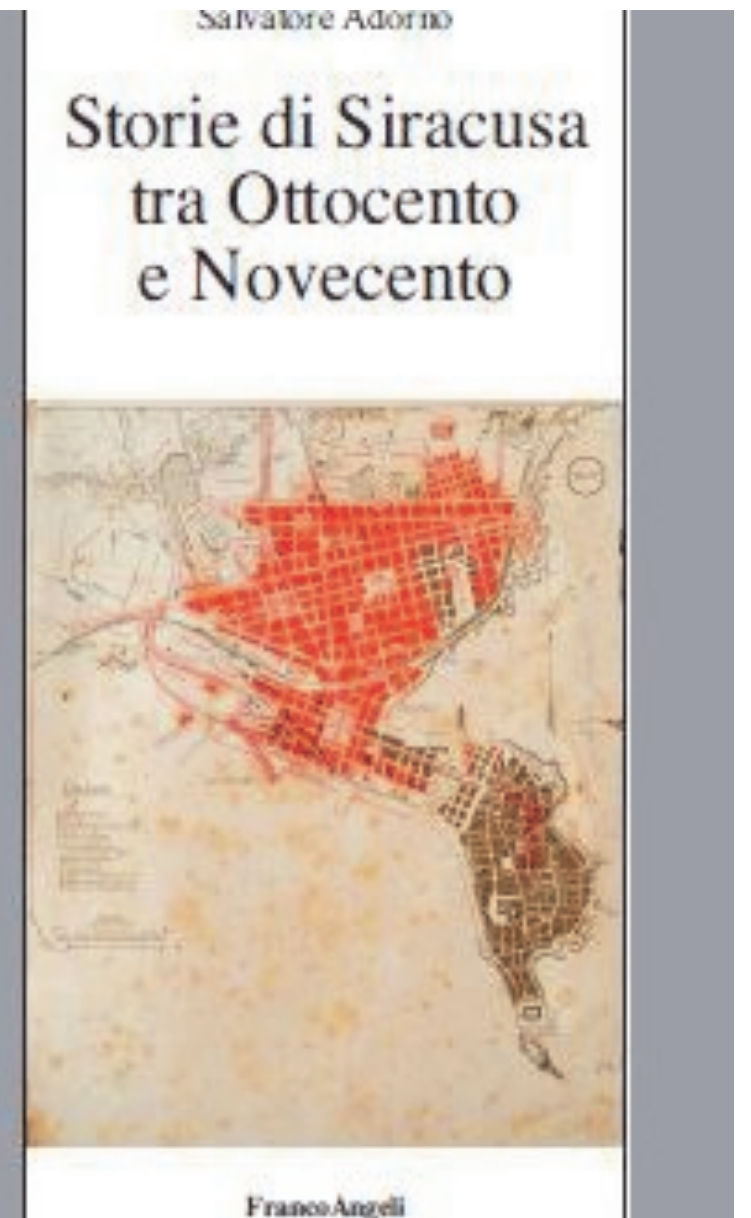 Salvatore Adorno
Storie di Siracusa
tra Ottocento
e Novecento
FrancoAngeli